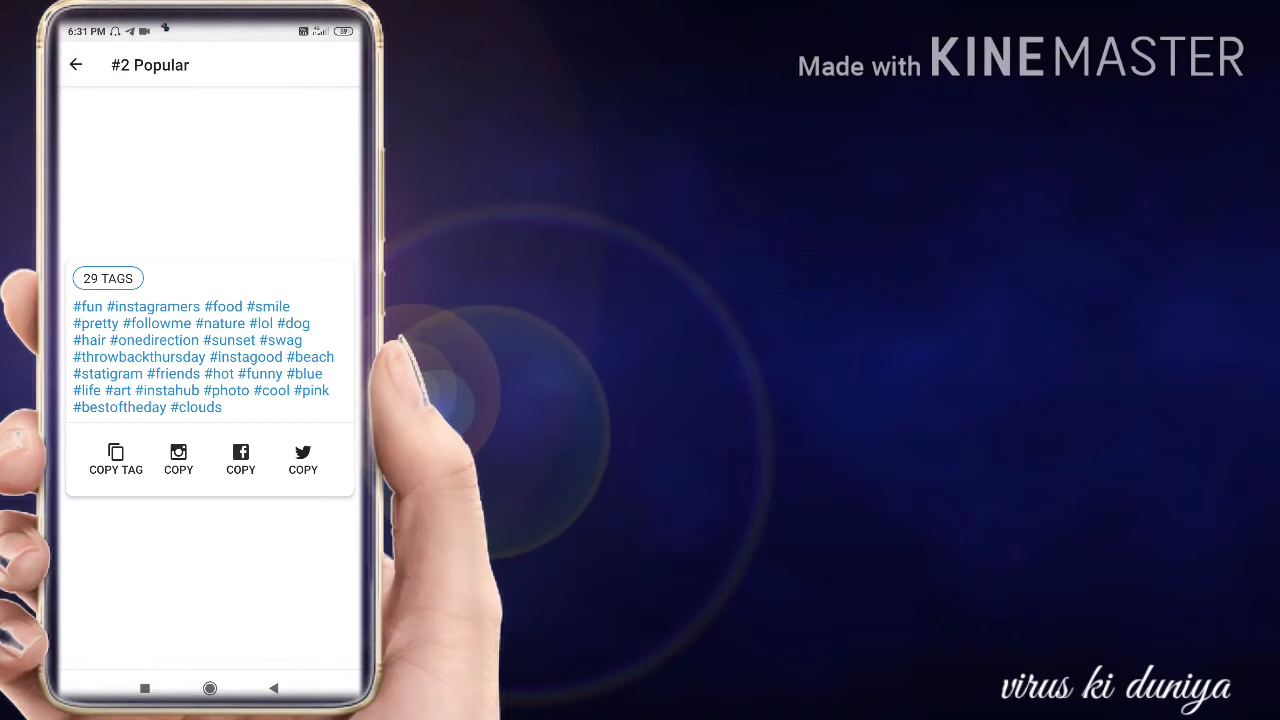 6:31 PM
4G
59
#2 Popular
Made with KINEMASTER
29 TAGS
#fun #instagramers #food #smile
#pretty #followme #nature #lol #dog
#hair #onedirection #sunset #swag
#throwbackthursday #instagood #beach
#statigram #friends #hot #funny #blue
#life #art #instahub #photo #cool #pink
#bestoftheday #clouds
COPY TAG COPY COPY COPY
virus ki duniya